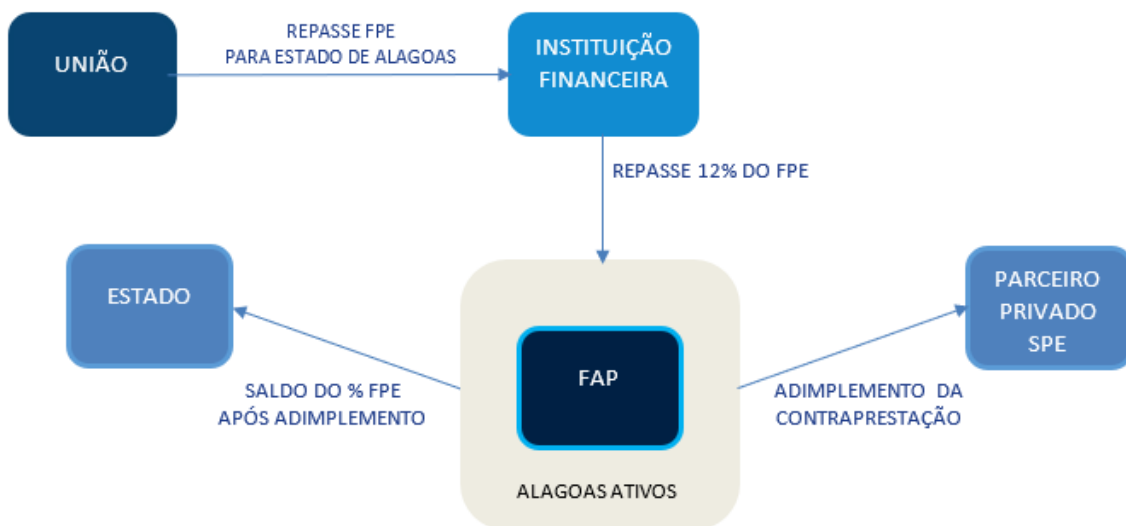 UNIÃO
REPASSE FPE
PARA ESTADO DE ALAGOAS
INSTITUIÇÃO
FINANCEIRA
REPASSE 12% DO FPE
ESTADO
SALDO DO % FPE
APÓS ADIMPLEMENTO
FAP
ALAGOAS ATIVOS
ADIMPLEMENTO DA
CONTRAPRESTAÇÃO
PARCEIRO
PRIVADO
SPE